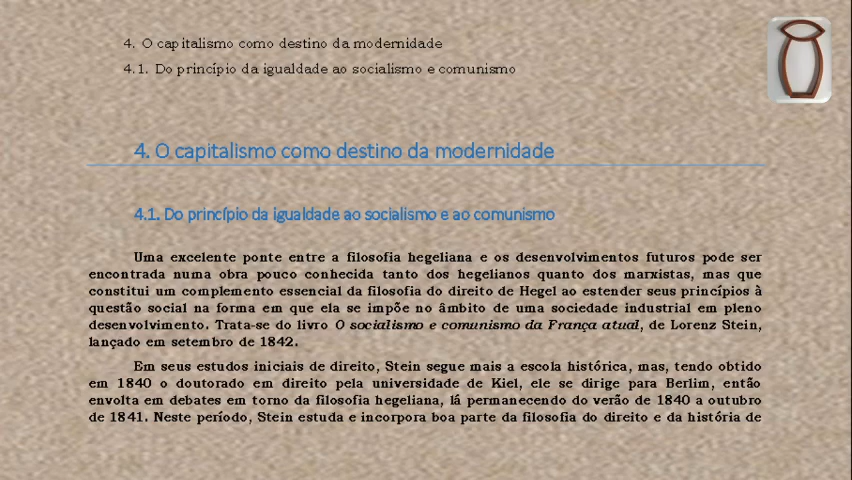 4. O capitalismo como destino da modernidade
4.1. Do princípio da igualdade ao socialismo e comunismo
4. O capitalismo como destino da modernidade
4.1. Do princípio da igualdade ao socialismo e ao comunismo
Uma excelente ponte entre a filosofia hegeliana e os desenvolvimentos futuros pode ser
encontrada numa obra pouco conhecida tanto dos hegelianos quanto dos marxistas, mas que
constitui um complemento essencial da filosofia do direito de Hegel ao estender seus princípios à
questão social na forma em que ela se impõe no âmbito de uma sociedade industrial em pleno
desenvolvimento. Trata-se do livro O socialismo e comunismo da França atual, de Lorenz Stein,
lançado em setembro de 1842.
Em seus estudos iniciais de direito, Stein segue mais a escola histórica, mas, tendo obtido
em 1840 o doutorado em direito pela universidade de Kiel, ele se dirige para Berlim, então
envolta em debates em torno da filosofia hegeliana, lá permanecendo do verão de 1840 a outubro
de 1841. Neste período, Stein estuda e incorpora boa parte da filosofia do direito e da história de